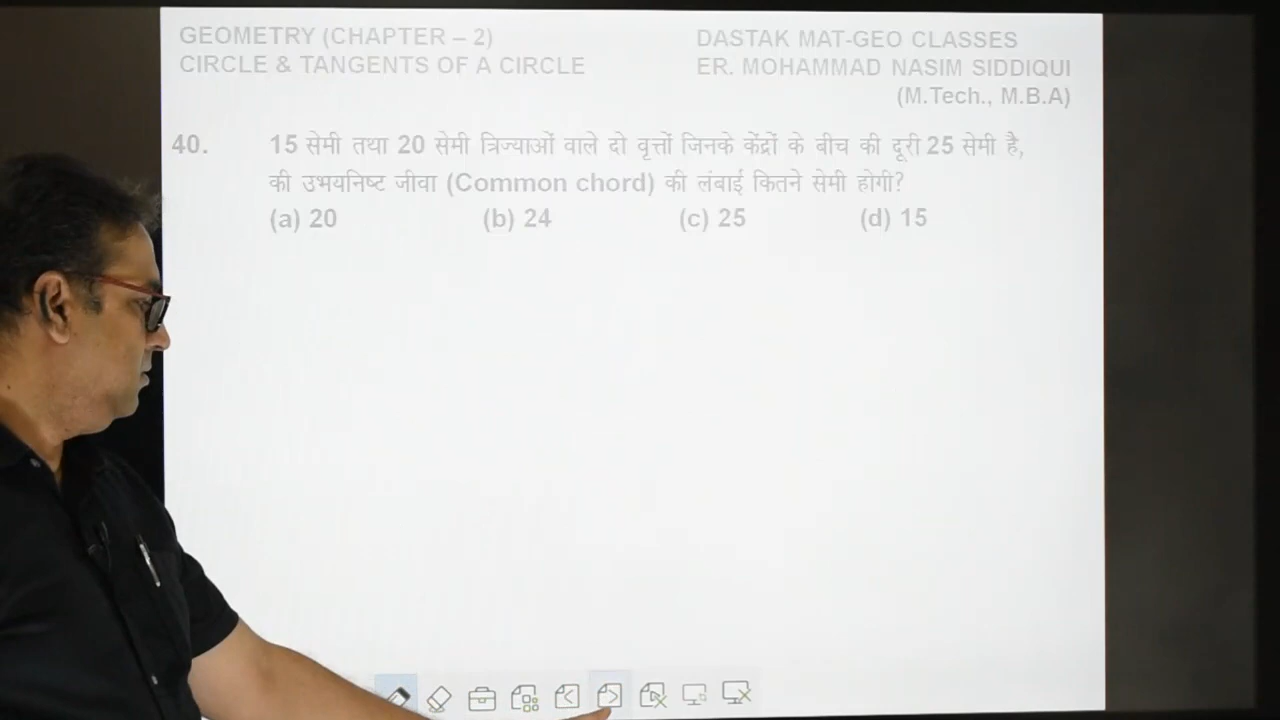 GEOMETRY (CHAPTER – 2)
DASTAK MAT-GEO CLASSES
CIRCLE & TANGENTS OF A CIRCLE
ER. MOHAMMAD NASIM SIDDIQUI
(M.Tech., M.B.A)
40. 15 सेमी तथा 20 सेमी त्रिज्याओं वाले दो वृत्तों जिनके केंद्रों के बीच की दूरी 25 सेमी है,
की उभयनिष्ट जीवा (Common chord) की लंबाई कितने सेमी होगी?
(a) 20 (b) 24 (c) 25 (d) 15